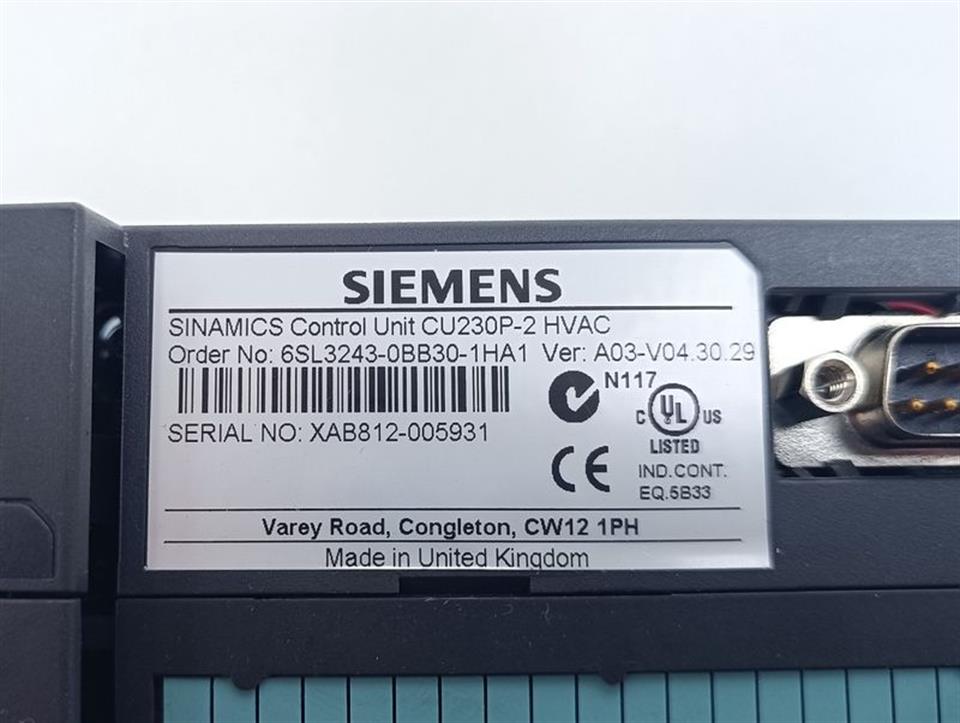 SIEMENS
SINAMICS Control Unit CU230P-2 HVAC
Order No: 6SL3243-0BB30-1HA1 Ver: A03-V04.30.29
N117
SERIAL NO: XAB812-005931
C UL US
LISTED
CE
IND.CONT.
EQ.5B33
Varey Road, Congleton, CW12 1PH
Made in United Kingdom